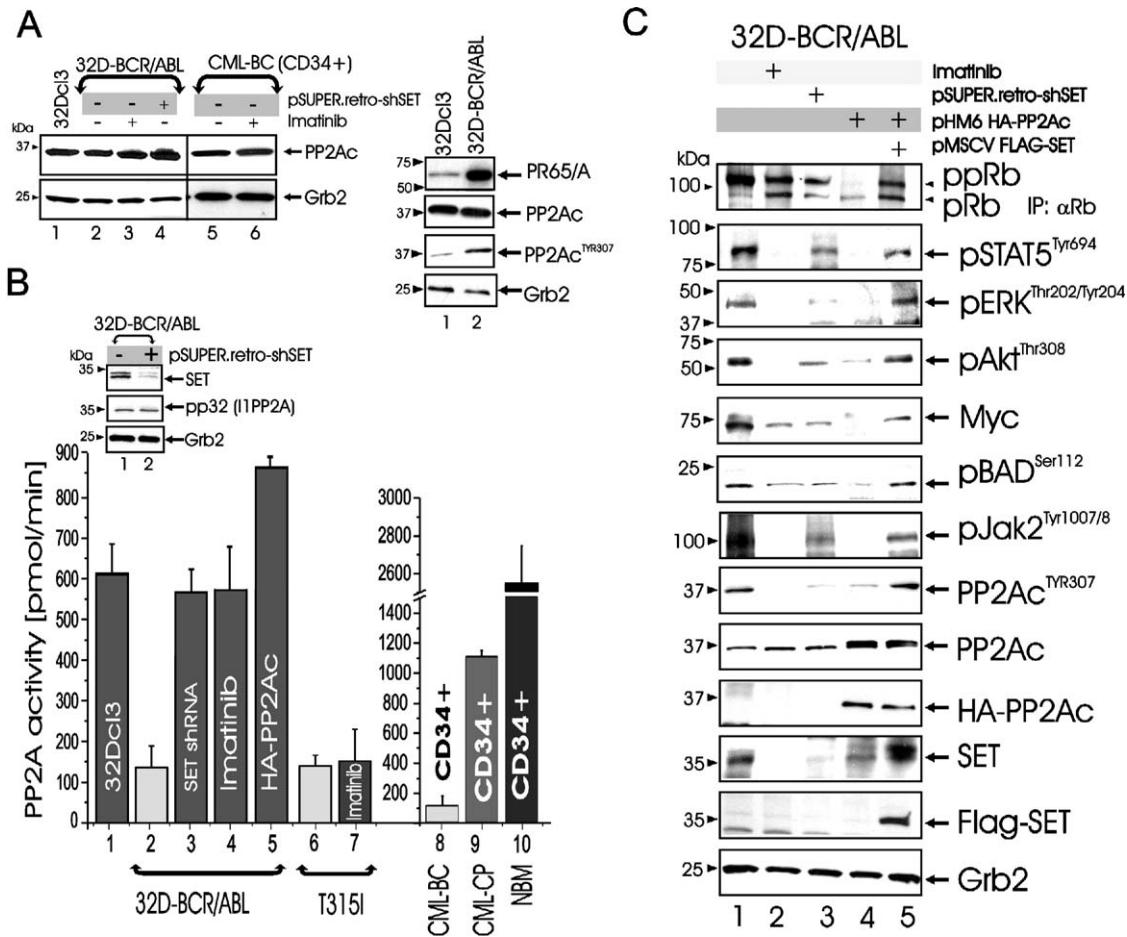 A
32D-BCR/ABL
CML-BC (CD34+)
32Dcl3
- - + pSUPER.retro-shSET
- - -
- + - Imatinib
- +
kDa
37 PP2Ac
25 Grb2
1 2 3 4 5 6
32Dcl3
32D-BCR/ABL
75
50
PR65/A
37 PP2Ac
37 PP2Ac TYR307
25 Grb2
1 2
B
32D-BCR/ABL
kDa - + pSUPER.retro-shSET
35 SET
35 pp32 (I1PP2A)
25 Grb2
1 2
PP2A activity [pmol/min]
900
800
700
600
500
400
300
200
100
0
3000
2800
2600
2400
1400
1200
1000
800
600
400
200
32Dcl3
SET shRNA
Imatinib
HA-PP2Ac
Imatinib
CD34+
CD34+
CD34+
1 2 3 4 5 6 7 8 9 10
32D-BCR/ABL
T315I
CML-BC
CML-CP
NBM
C
32D-BCR/ABL
+ Imatinib
+ pSUPER.retro-shSET
+ + pHM6 HA-PP2Ac
+ pMSCV FLAG-SET
kDa
100
ppRb
pRb IP: αRb
100
75
pSTAT5 Tyr694
50
37
pERK Thr202/Tyr204
75
50
pAkt Thr308
75 Myc
25 pBAD Ser112
100 pJak2 Tyr1007/8
37 PP2Ac TYR307
37 PP2Ac
37 HA-PP2Ac
35 SET
35 Flag-SET
25 Grb2
1 2 3 4 5